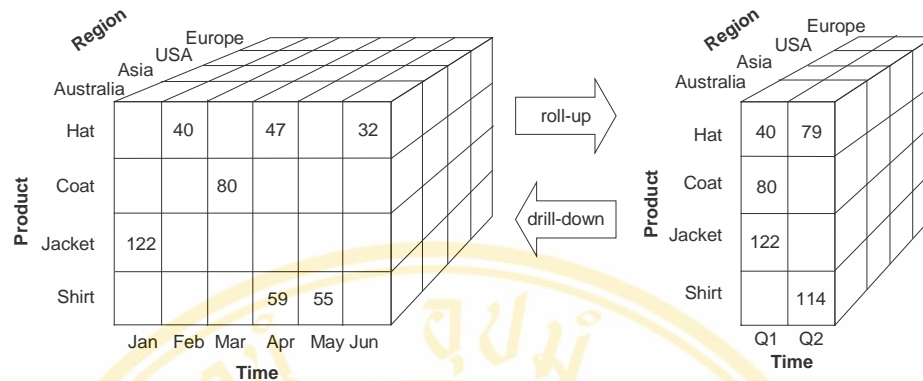 Region
Europe
USA
Asia
Australia
Hat 40 47 32
Coat 80
Jacket 122
Shirt 59 55
Product
Jan Feb Mar Apr May Jun
Time
roll-up
drill-down
Region
Europe
USA
Asia
Australia
Hat 40 79
Coat 80
Jacket 122
Shirt 114
Product
Q1 Q2
Time